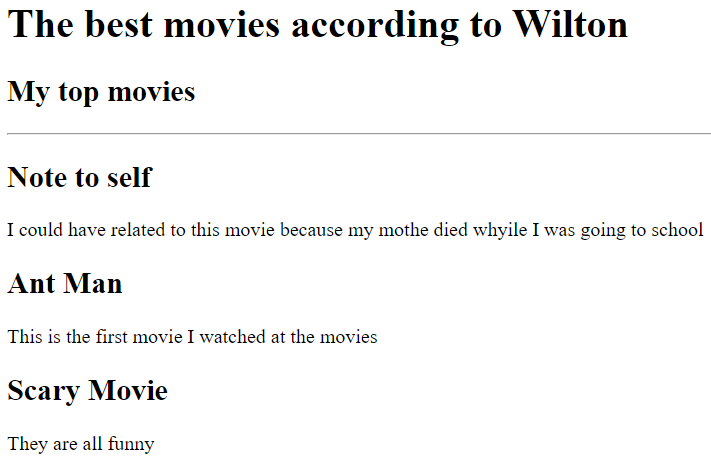 The best movies according to Wilton
My top movies
Note to self
I could have related to this movie because my mothe died whyile I was going to school
Ant Man
This is the first movie I watched at the movies
Scary Movie
They are all funny